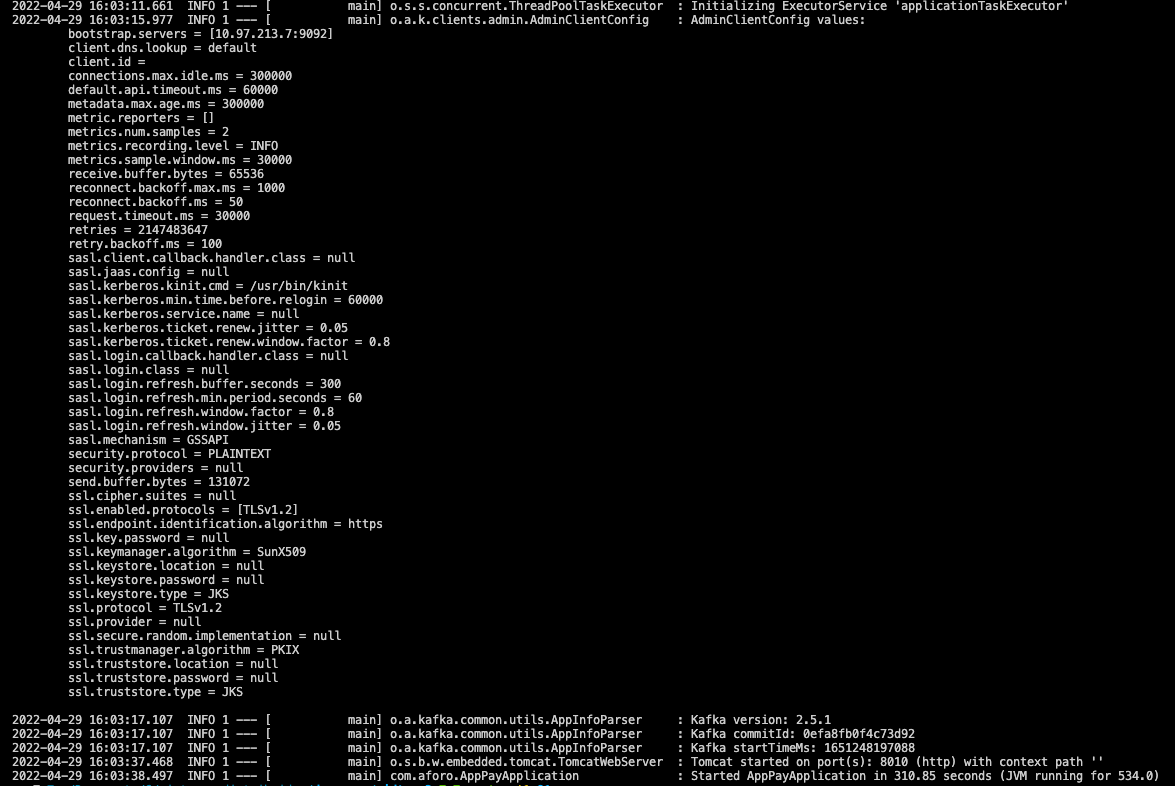 2022-04-29 16:03:11.661  INFO 1 --- [           main] o.s.s.concurrent.ThreadPoolTaskExecutor  : Initializing ExecutorService 'applicationTaskExecutor'
2022-04-29 16:03:15.977  INFO 1 --- [           main] o.a.k.clients.admin.AdminClientConfig    : AdminClientConfig values:
bootstrap.servers = [10.97.213.7:9092]
client.dns.lookup = default
client.id =
connections.max.idle.ms = 300000
default.api.timeout.ms = 60000
metadata.max.age.ms = 300000
metric.reporters = []
metrics.num.samples = 2
metrics.recording.level = INFO
metrics.sample.window.ms = 30000
receive.buffer.bytes = 65536
reconnect.backoff.max.ms = 1000
reconnect.backoff.ms = 50
request.timeout.ms = 30000
retries = 2147483647
retry.backoff.ms = 100
sasl.client.callback.handler.class = null
sasl.jaas.config = null
sasl.kerberos.kinit.cmd = /usr/bin/kinit
sasl.kerberos.min.time.before.relogin = 60000
sasl.kerberos.service.name = null
sasl.kerberos.ticket.renew.jitter = 0.05
sasl.kerberos.ticket.renew.window.factor = 0.8
sasl.login.callback.handler.class = null
sasl.login.class = null
sasl.login.refresh.buffer.seconds = 300
sasl.login.refresh.min.period.seconds = 60
sasl.login.refresh.window.factor = 0.8
sasl.login.refresh.window.jitter = 0.05
sasl.mechanism = GSSAPI
security.protocol = PLAINTEXT
security.providers = null
send.buffer.bytes = 131072
ssl.cipher.suites = null
ssl.enabled.protocols = [TLSv1.2]
ssl.endpoint.identification.algorithm = https
ssl.key.password = null
ssl.keymanager.algorithm = SunX509
ssl.keystore.location = null
ssl.keystore.password = null
ssl.keystore.type = JKS
ssl.protocol = TLSv1.2
ssl.provider = null
ssl.secure.random.implementation = null
ssl.trustmanager.algorithm = PKIX
ssl.truststore.location = null
ssl.truststore.password = null
ssl.truststore.type = JKS
2022-04-29 16:03:17.107  INFO 1 --- [           main] o.a.kafka.common.utils.AppInfoParser     : Kafka version: 2.5.1
2022-04-29 16:03:17.107  INFO 1 --- [           main] o.a.kafka.common.utils.AppInfoParser     : Kafka commitId: 0efa8fb0f4c73d92
2022-04-29 16:03:17.107  INFO 1 --- [           main] o.a.kafka.common.utils.AppInfoParser     : Kafka startTimeMs: 1651248197088
2022-04-29 16:03:37.468  INFO 1 --- [           main] o.s.b.w.embedded.tomcat.TomcatWebServer  : Tomcat started on port(s): 8010 (http) with context path ''
2022-04-29 16:03:38.497  INFO 1 --- [           main] com.aforo.AppPayApplication              : Started AppPayApplication in 310.85 seconds (JVM running for 534.0)